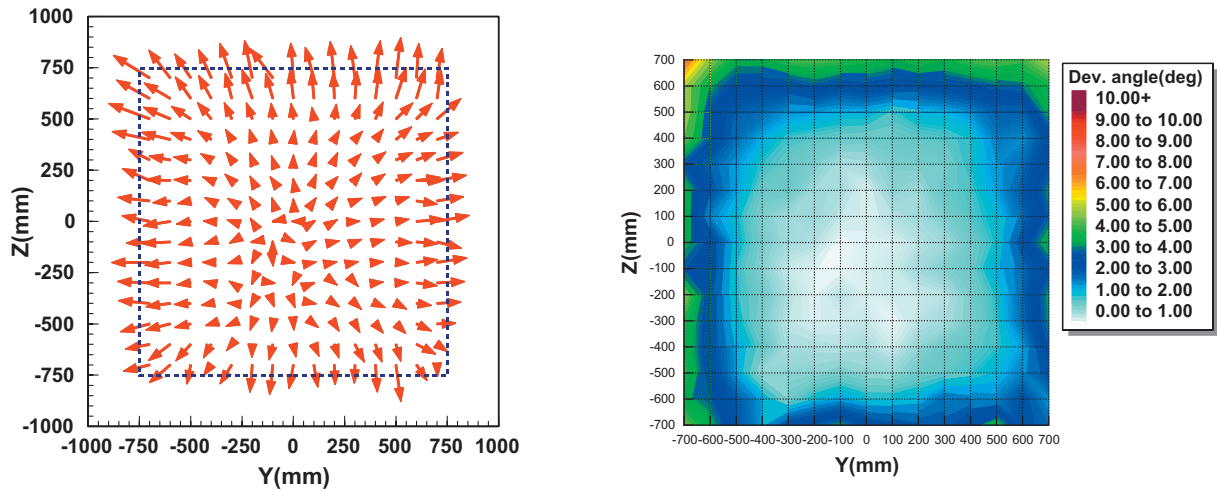 1000
750
500
250
0
-250
-500
-750
-1000
Z(mm)
-1000 -750 -500 -250 0 250 500 750 1000
Y(mm)
700
600
500
400
300
200
100
0
-100
-200
-300
-400
-500
-600
-700
Z(mm)
-700-600-500-400-300-200-100 0 100 200 300 400 500 600 700
Y(mm)
Dev. angle(deg)
10.00+
9.00 to 10.00
8.00 to 9.00
7.00 to 8.00
6.00 to 7.00
5.00 to 6.00
4.00 to 5.00
3.00 to 4.00
2.00 to 3.00
1.00 to 2.00
0.00 to 1.00